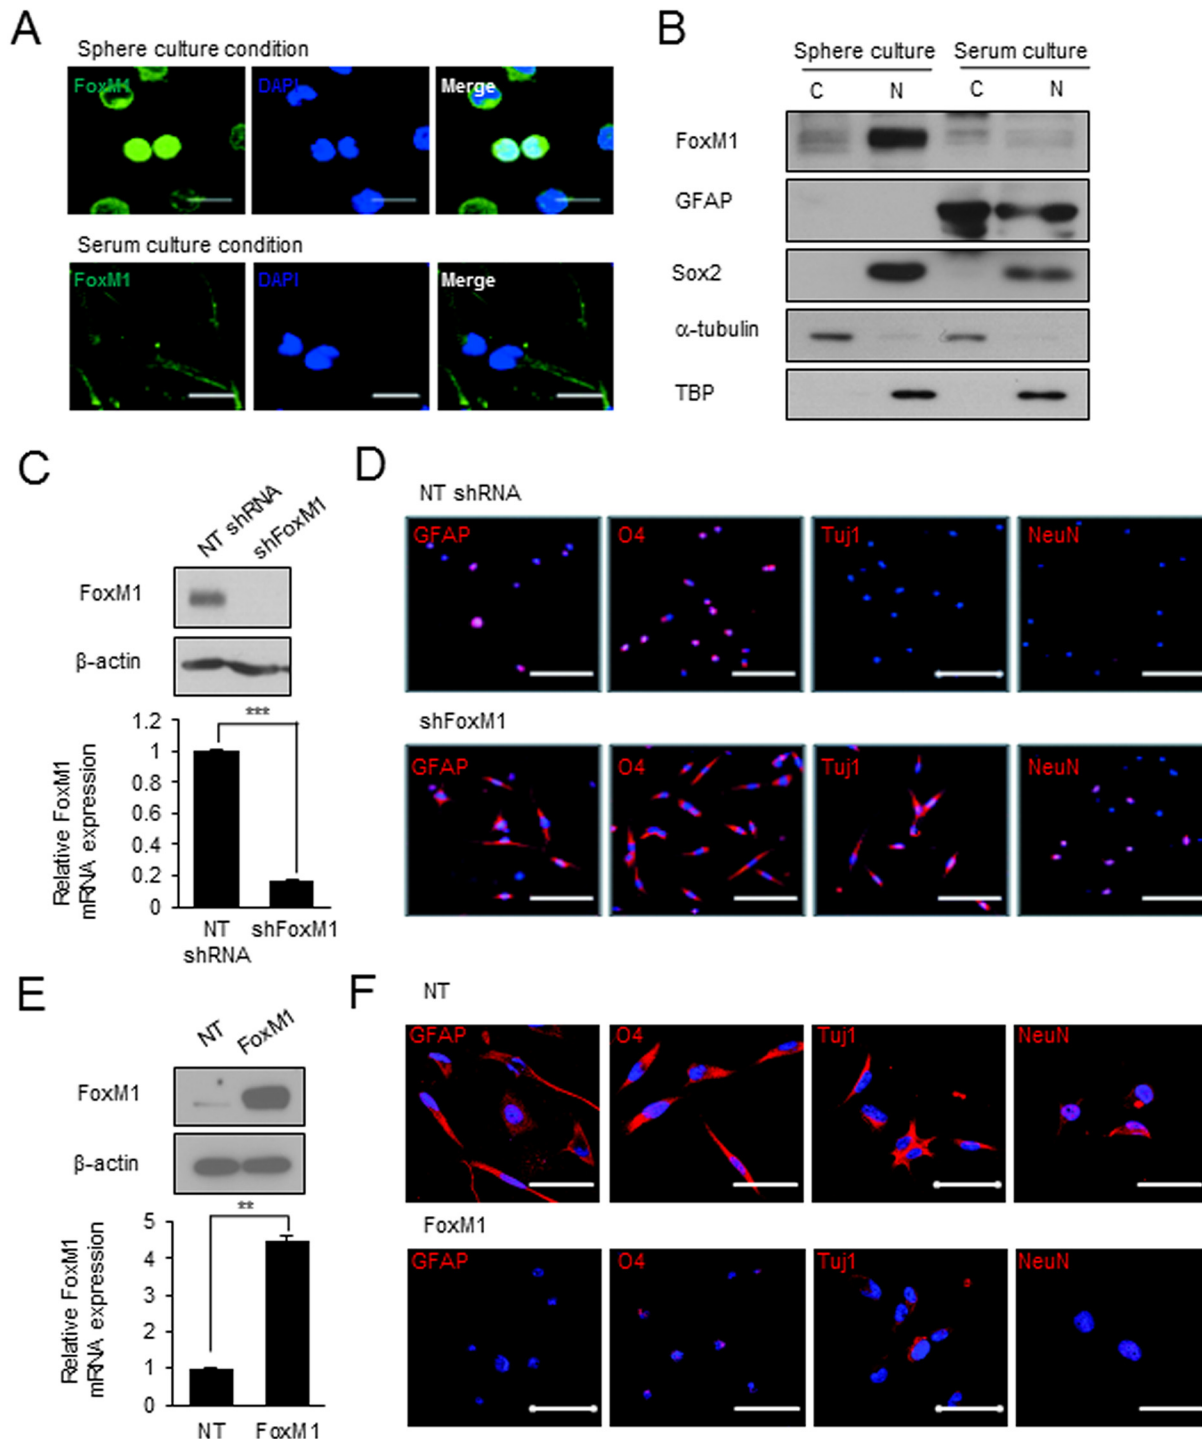 A
Sphere culture condition
FoxM1
DAPI
Merge
Serum culture condition
FoxM1
DAPI
Merge
B
Sphere culture
Serum culture
C N C N
FoxM1
GFAP
Sox2
α-tubulin
TBP
C
NT shRNA
shFoxM1
FoxM1
β-actin
Relative FoxM1
mRNA expression
1.2
1
0.8
0.6
0.4
0.2
0
***
NT
shRNA
shFoxM1
D
NT shRNA
GFAP
O4
Tuj1
NeuN
shFoxM1
GFAP
O4
Tuj1
NeuN
E
NT
FoxM1
FoxM1
β-actin
Relative FoxM1
mRNA expression
5
4
3
2
1
0
**
NT
FoxM1
F
NT
GFAP
O4
Tuj1
NeuN
FoxM1
GFAP
O4
Tuj1
NeuN